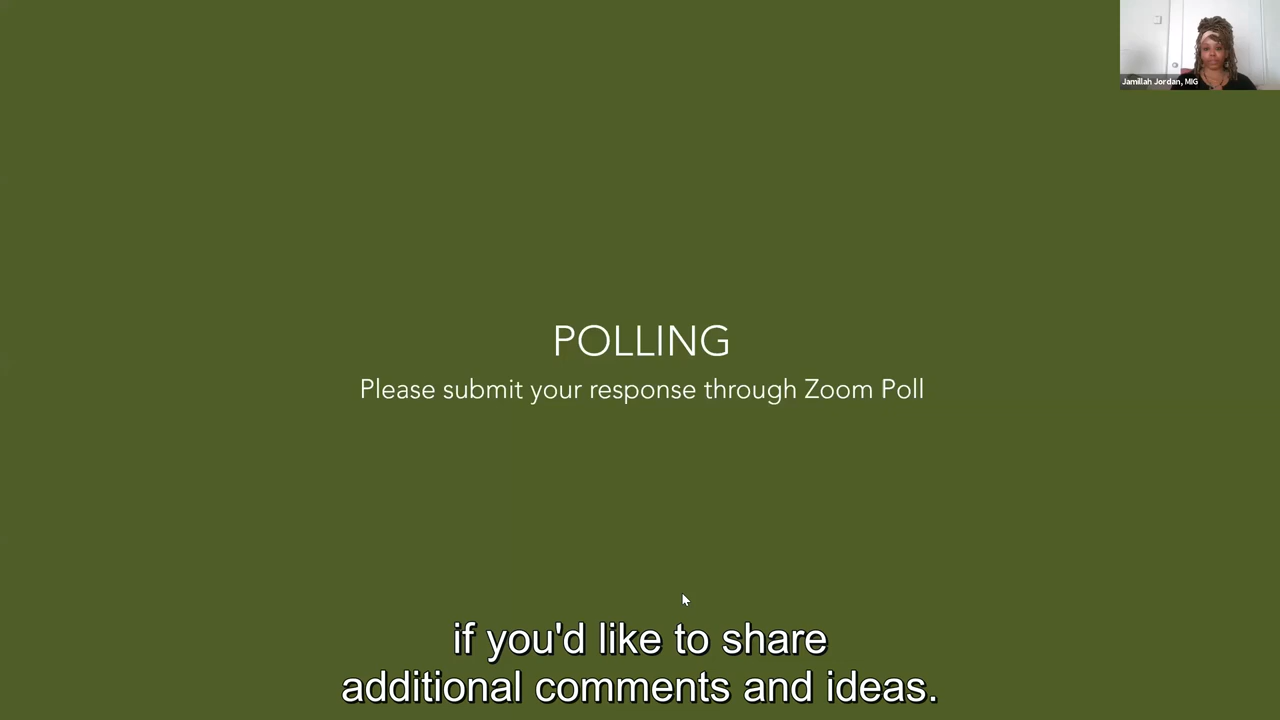 Jamillah Jordan, MIG
POLLING
Please submit your response through Zoom Poll
if you'd like to share
additional comments and ideas.